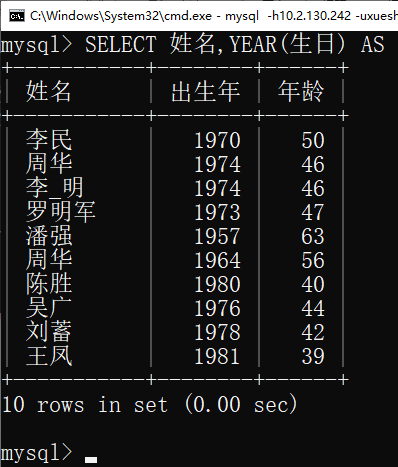 C:\Windows\System32\cmd.exe - mysql -h10.2.130.242 -uxuesh
mysql> SELECT 姓名,YEAR(生日) AS
+-----------+--------+------+
| 姓名 | 出生年 | 年龄 |
+-----------+--------+------+
| 李民 | 1970 | 50 |
| 周华 | 1974 | 46 |
| 李_明 | 1974 | 46 |
| 罗明军 | 1973 | 47 |
| 潘强 | 1957 | 63 |
| 周华 | 1964 | 56 |
| 陈胜 | 1980 | 40 |
| 吴广 | 1976 | 44 |
| 刘蓄 | 1978 | 42 |
| 王凤 | 1981 | 39 |
+-----------+--------+------+
10 rows in set (0.00 sec)
mysql> _